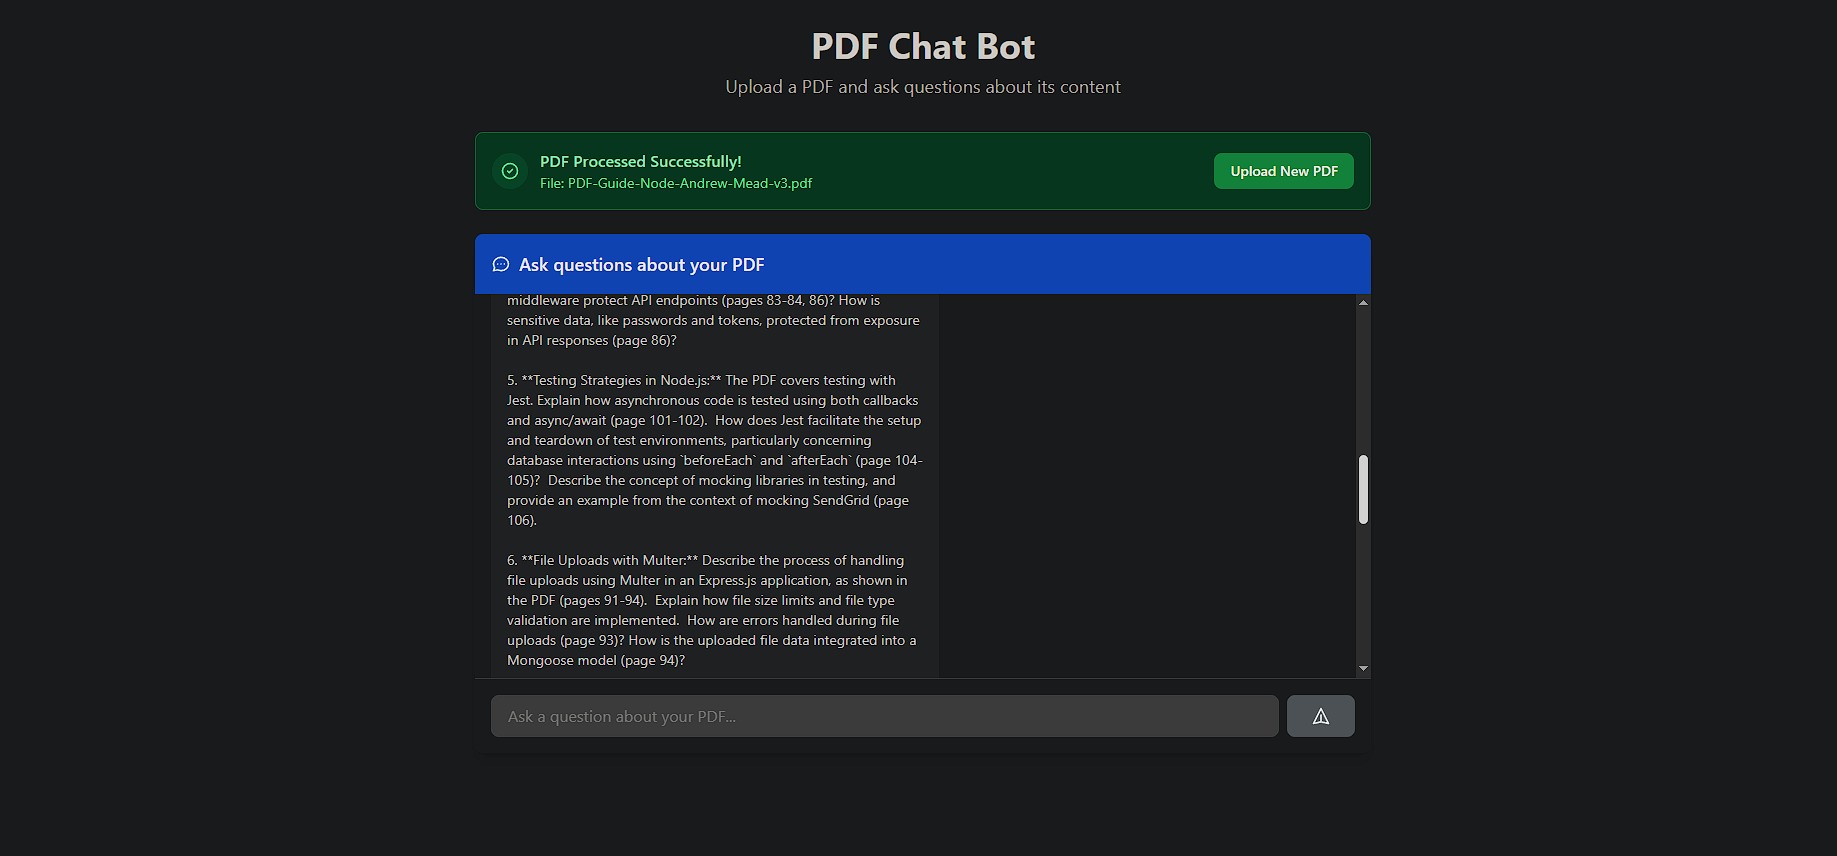 PDF Chat Bot
Upload a PDF and ask questions about its content
PDF Processed Successfully!
File: PDF-Guide-Node-Andrew-Mead-v3.pdf
Upload New PDF
Ask questions about your PDF
middleware protect API endpoints (pages 83-84, 86)? How is
sensitive data, like passwords and tokens, protected from exposure
in API responses (page 86)?
5. **Testing Strategies in Node.js:** The PDF covers testing with
Jest. Explain how asynchronous code is tested using both callbacks
and async/await (page 101-102).  How does Jest facilitate the setup
and teardown of test environments, particularly concerning
database interactions using `beforeEach` and `afterEach` (page 104-
105)?  Describe the concept of mocking libraries in testing, and
provide an example from the context of mocking SendGrid (page
106).
6. **File Uploads with Multer:** Describe the process of handling
file uploads using Multer in an Express.js application, as shown in
the PDF (pages 91-94).  Explain how file size limits and file type
validation are implemented.  How are errors handled during file
uploads (page 93)? How is the uploaded file data integrated into a
Mongoose model (page 94)?
Ask a question about your PDF...